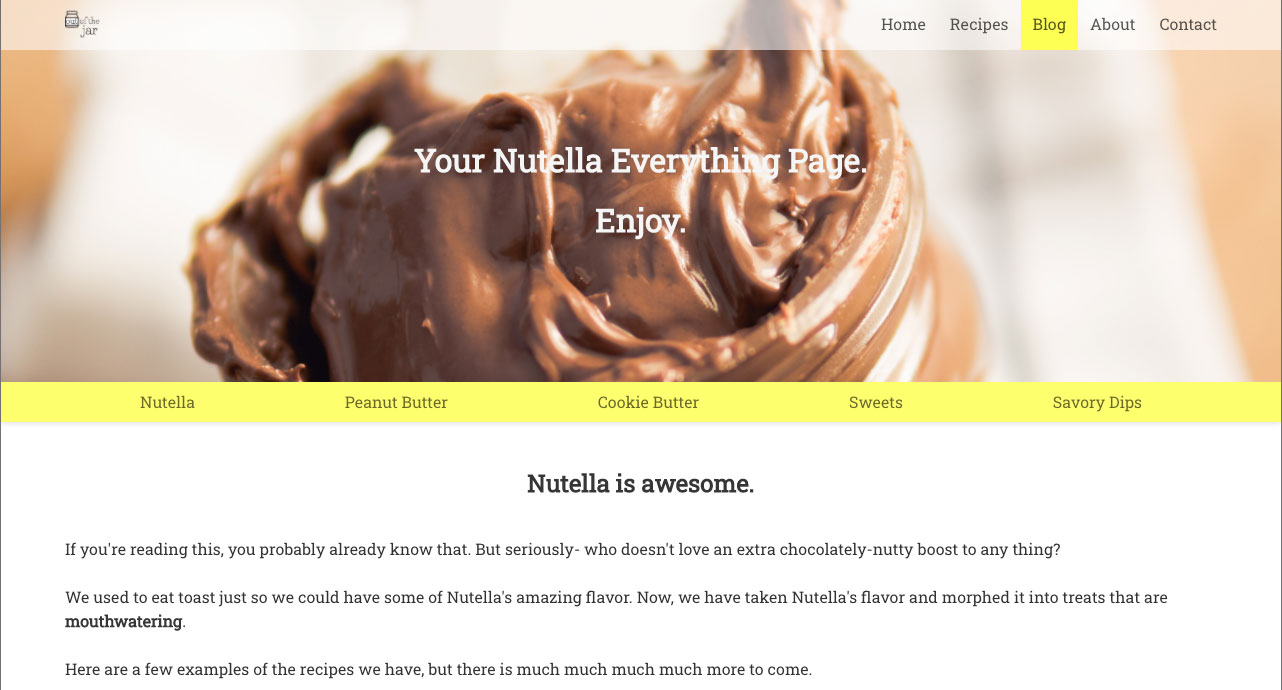 of the
jar
Home Recipes Blog About Contact
Your Nutella Everything Page.
Enjoy.
Nutella Peanut Butter Cookie Butter Sweets Savory Dips
Nutella is awesome.
If you're reading this, you probably already know that. But seriously- who doesn't love an extra chocolately-nutty boost to any thing?
We used to eat toast just so we could have some of Nutella's amazing flavor. Now, we have taken Nutella's flavor and morphed it into treats that are
mouthwatering.
Here are a few examples of the recipes we have, but there is much much much much more to come.